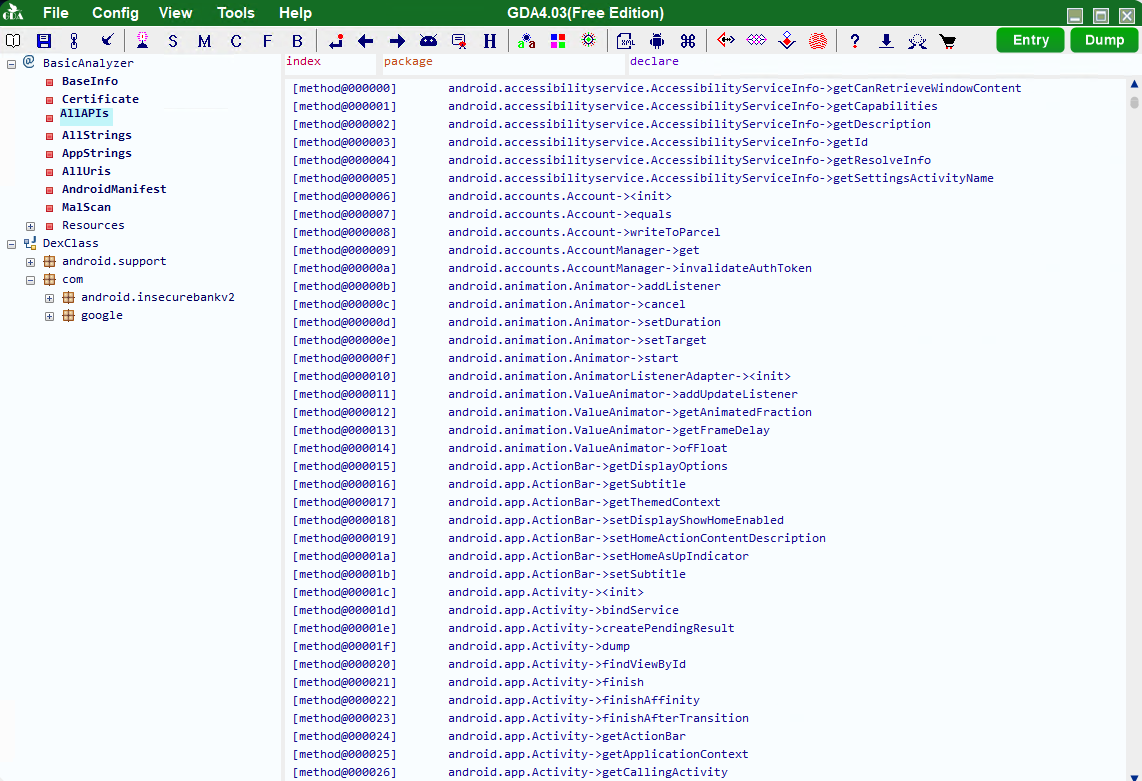 GDA File Config View Tools Help GDA4.03(Free Edition)
S M C F B H a a XML ? Entry Dump
index package declare
@ BasicAnalyzer
BaseInfo
Certificate
AllAPIs
AllStrings
AppStrings
AllUris
AndroidManifest
MalScan
Resources
DexClass
android.support
com
android.insecurebankv2
google
[method@000000] android.accessibilityservice.AccessibilityServiceInfo->getCanRetrieveWindowContent
[method@000001] android.accessibilityservice.AccessibilityServiceInfo->getCapabilities
[method@000002] android.accessibilityservice.AccessibilityServiceInfo->getDescription
[method@000003] android.accessibilityservice.AccessibilityServiceInfo->getId
[method@000004] android.accessibilityservice.AccessibilityServiceInfo->getResolveInfo
[method@000005] android.accessibilityservice.AccessibilityServiceInfo->getSettingsActivityName
[method@000006] android.accounts.Account-><init>
[method@000007] android.accounts.Account->equals
[method@000008] android.accounts.Account->writeToParcel
[method@000009] android.accounts.AccountManager->get
[method@00000a] android.accounts.AccountManager->invalidateAuthToken
[method@00000b] android.animation.Animator->addListener
[method@00000c] android.animation.Animator->cancel
[method@00000d] android.animation.Animator->setDuration
[method@00000e] android.animation.Animator->setTarget
[method@00000f] android.animation.Animator->start
[method@000010] android.animation.AnimatorListenerAdapter-><init>
[method@000011] android.animation.ValueAnimator->addUpdateListener
[method@000012] android.animation.ValueAnimator->getAnimatedFraction
[method@000013] android.animation.ValueAnimator->getFrameDelay
[method@000014] android.animation.ValueAnimator->ofFloat
[method@000015] android.app.ActionBar->getDisplayOptions
[method@000016] android.app.ActionBar->getSubtitle
[method@000017] android.app.ActionBar->getThemedContext
[method@000018] android.app.ActionBar->setDisplayShowHomeEnabled
[method@000019] android.app.ActionBar->setHomeActionContentDescription
[method@00001a] android.app.ActionBar->setHomeAsUpIndicator
[method@00001b] android.app.ActionBar->setSubtitle
[method@00001c] android.app.Activity-><init>
[method@00001d] android.app.Activity->bindService
[method@00001e] android.app.Activity->createPendingResult
[method@00001f] android.app.Activity->dump
[method@000020] android.app.Activity->findViewById
[method@000021] android.app.Activity->finish
[method@000022] android.app.Activity->finishAffinity
[method@000023] android.app.Activity->finishAfterTransition
[method@000024] android.app.Activity->getActionBar
[method@000025] android.app.Activity->getApplicationContext
[method@000026] android.app.Activity->getCallingActivity